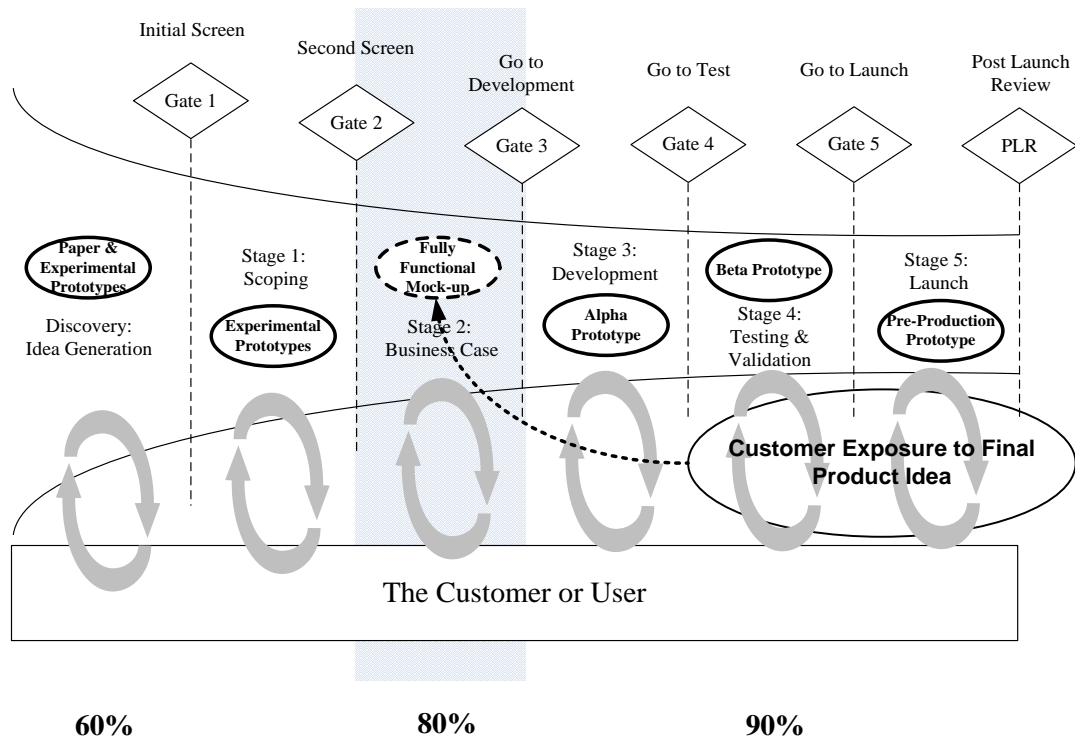 Initial Screen
Second Screen
Go to
Development
Go to Test
Go to Launch
Post Launch
Review
Gate 1
Gate 2
Gate 3
Gate 4
Gate 5
PLR
Paper &
Experimental
Prototypes
Discovery:
Idea Generation
Stage 1:
Scoping
Experimental
Prototypes
Fully
Functional
Mock-up
Stage 2:
Business Case
Stage 3:
Development
Alpha
Prototype
Beta Prototype
Stage 4:
Testing &
Validation
Stage 5:
Launch
Pre-Production
Prototype
Customer Exposure to Final
Product Idea
The Customer or User
60%
80%
90%